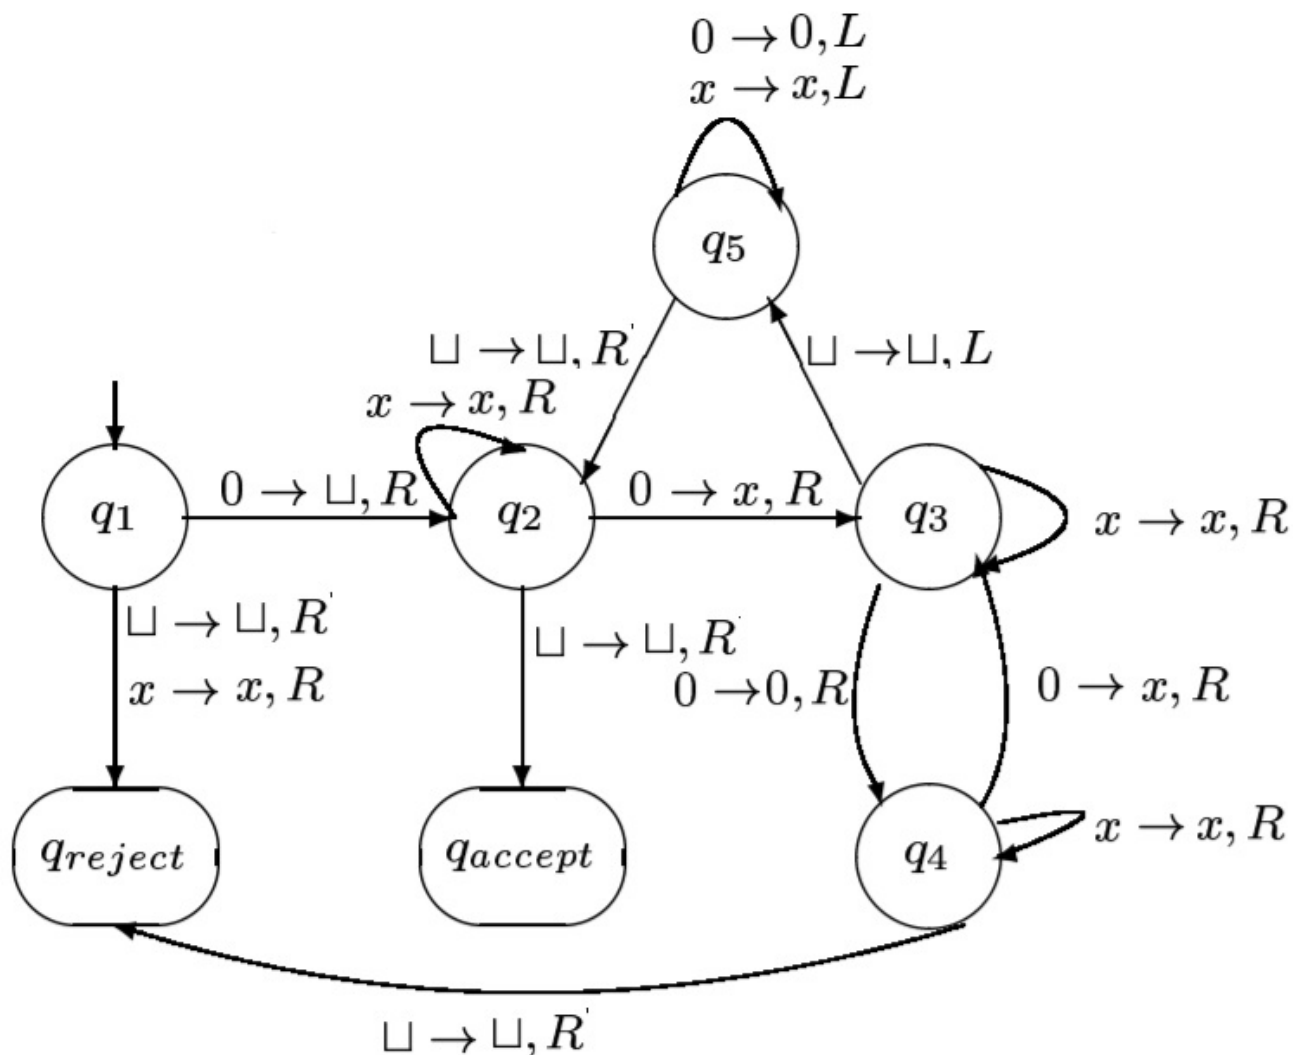 0 → 0, L
x → x, L
q5
⊔ → ⊔, R
⊔ → ⊔, L
x → x, R
q1
0 → ⊔, R
q2
0 → x, R
q3
x → x, R
⊔ → ⊔, R
x → x, R
⊔ → ⊔, R
0 → 0, R
0 → x, R
qreject
qaccept
q4
x → x, R
⊔ → ⊔, R